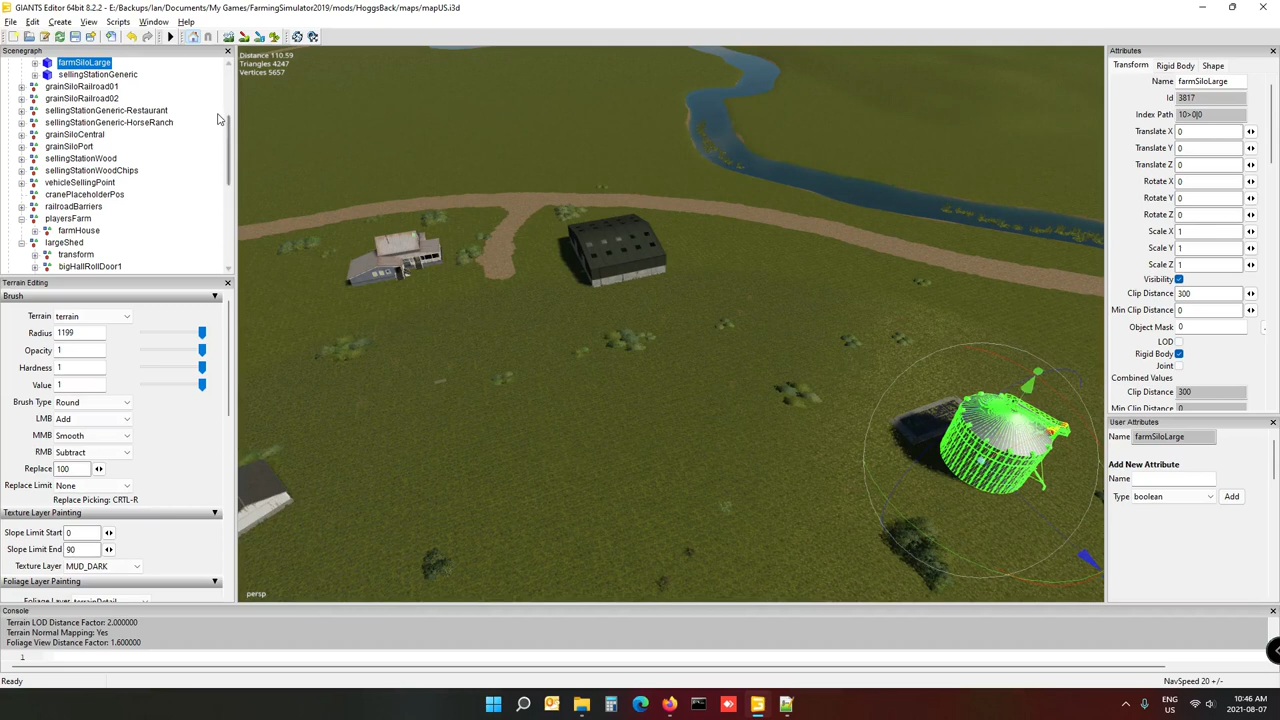 GIANTS Editor 64bit 8.2.2 - E:/Backups/Ian/Documents/My Games/FarmingSimulator2019/mods/HoggsBack/maps/mapUS.i3d
File Edit Create View Scripts Window Help
Scenegraph
farmSiloLarge
sellingStationGeneric
grainSiloRailroad01
grainSiloRailroad02
sellingStationGeneric-Restaurant
sellingStationGeneric-HorseRanch
grainSiloCentral
grainSiloPort
sellingStationWood
sellingStationWoodChips
vehicleSellingPoint
cranePlaceholderPos
railroadBarriers
playersFarm
farmHouse
largeShed
transform
bigHallRollDoor1
Terrain Editing
Brush
Terrain terrain
Radius 1199
Opacity 1
Hardness 1
Value 1
Brush Type Round
LMB Add
MMB Smooth
RMB Subtract
Replace 100
Replace Limit None
Replace Picking: CRTL-R
Texture Layer Painting
Slope Limit Start 0
Slope Limit End 90
Texture Layer MUD_DARK
Foliage Layer Painting
Foliage Layer terrainDetail
Distance 110.59
Triangles 4247
Vertices 5657
persp
Attributes
Transform Rigid Body Shape
Name farmSiloLarge
Id 3817
Index Path 10>0|0
Translate X 0
Translate Y 0
Translate Z 0
Rotate X 0
Rotate Y 0
Rotate Z 0
Scale X 1
Scale Y 1
Scale Z 1
Visibility
Clip Distance 300
Min Clip Distance 0
Object Mask 0
LOD
Rigid Body
Joint
Combined Values
Clip Distance 300
Min Clip Distance 0
User Attributes
Name farmSiloLarge
Add New Attribute
Name
Type boolean Add
Console
Terrain LOD Distance Factor: 2.000000
Terrain Normal Mapping: Yes
Foliage View Distance Factor: 1.600000
1
Ready
NavSpeed 20 +/-
ENG
US
10:46 AM
2021-08-07